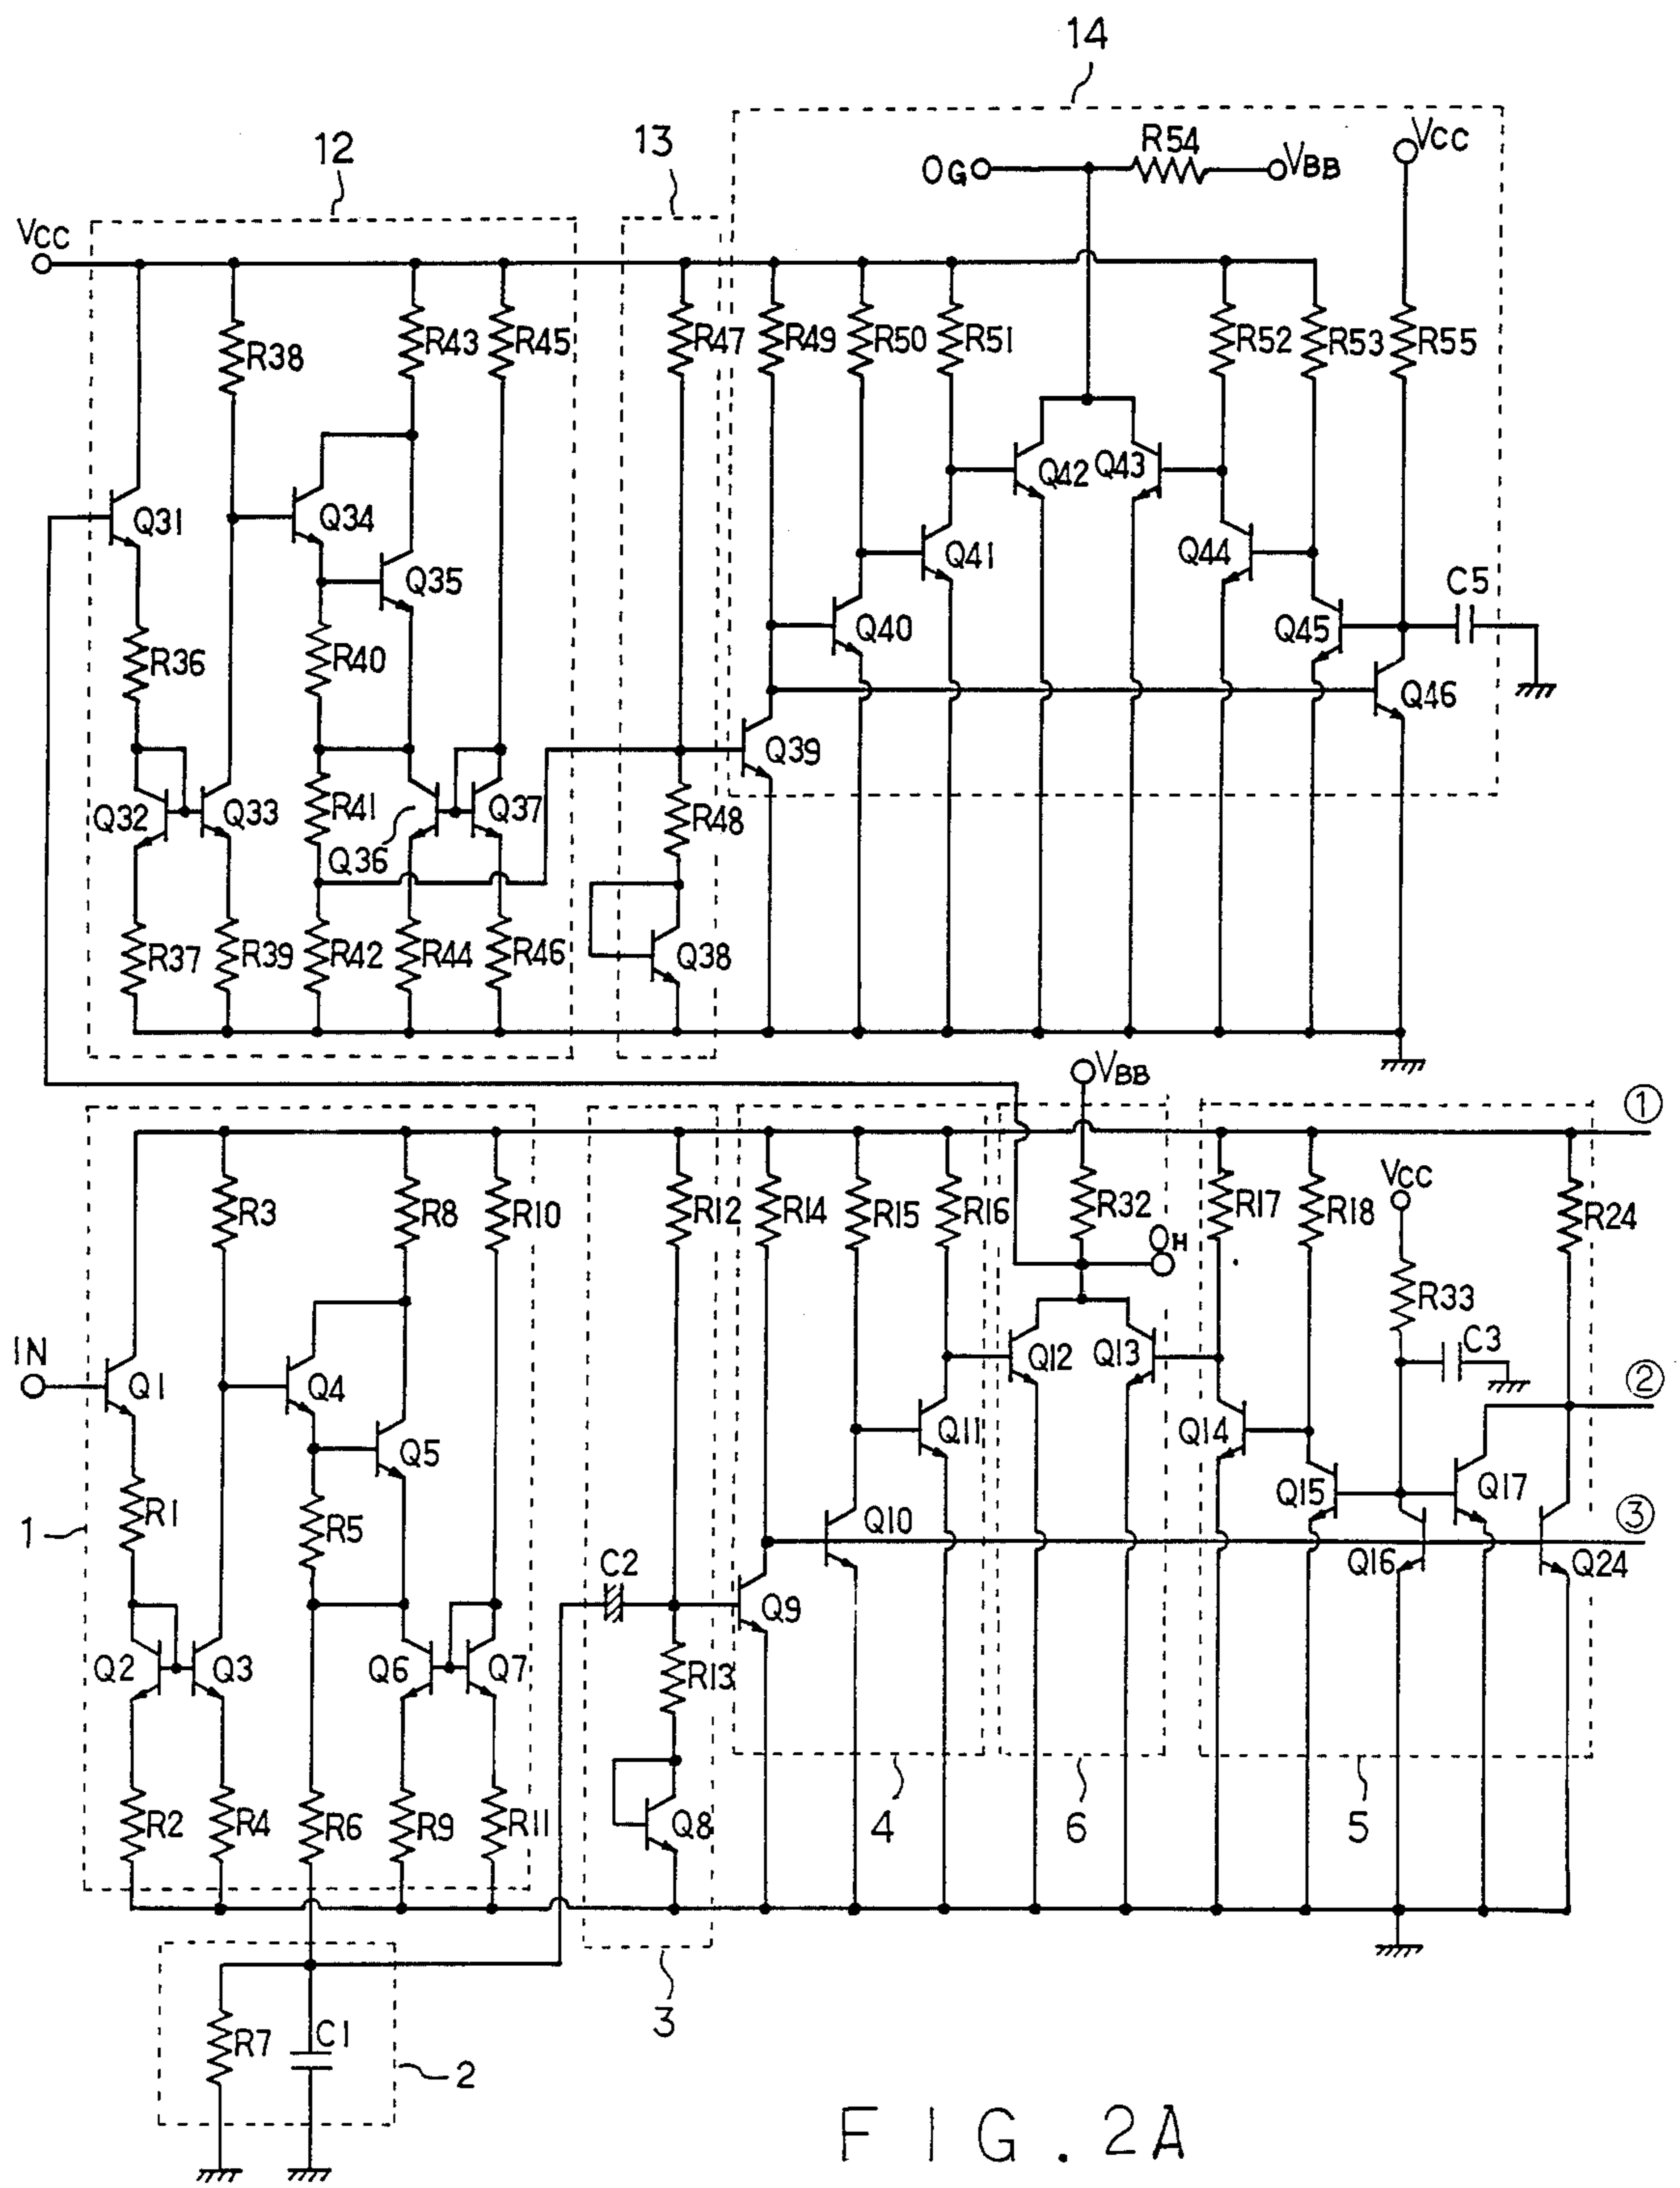 14
12
13
VCC
OG
R54
VBB
VCC
R38
R43
R45
R47
R49
R50
R51
R52
R53
R55
Q31
Q34
Q35
Q42
Q43
Q41
Q44
C5
R36
R40
Q40
Q45
Q46
Q32
Q33
R41
Q36
Q37
R48
Q39
R37
R39
R42
R44
R46
Q38
VBB
①
R3
R8
R10
R12
R14
R15
R16
R32
OH
R17
R18
VCC
R33
R24
C3
②
IN
Q1
Q4
Q5
Q12
Q13
Q11
Q14
Q15
Q17
1
R1
R5
C2
Q10
Q9
③
Q16
Q24
Q2
Q3
Q6
Q7
R13
R2
R4
R6
R9
R11
Q8
4
6
5
3
R7
C1
2
FIG.2A